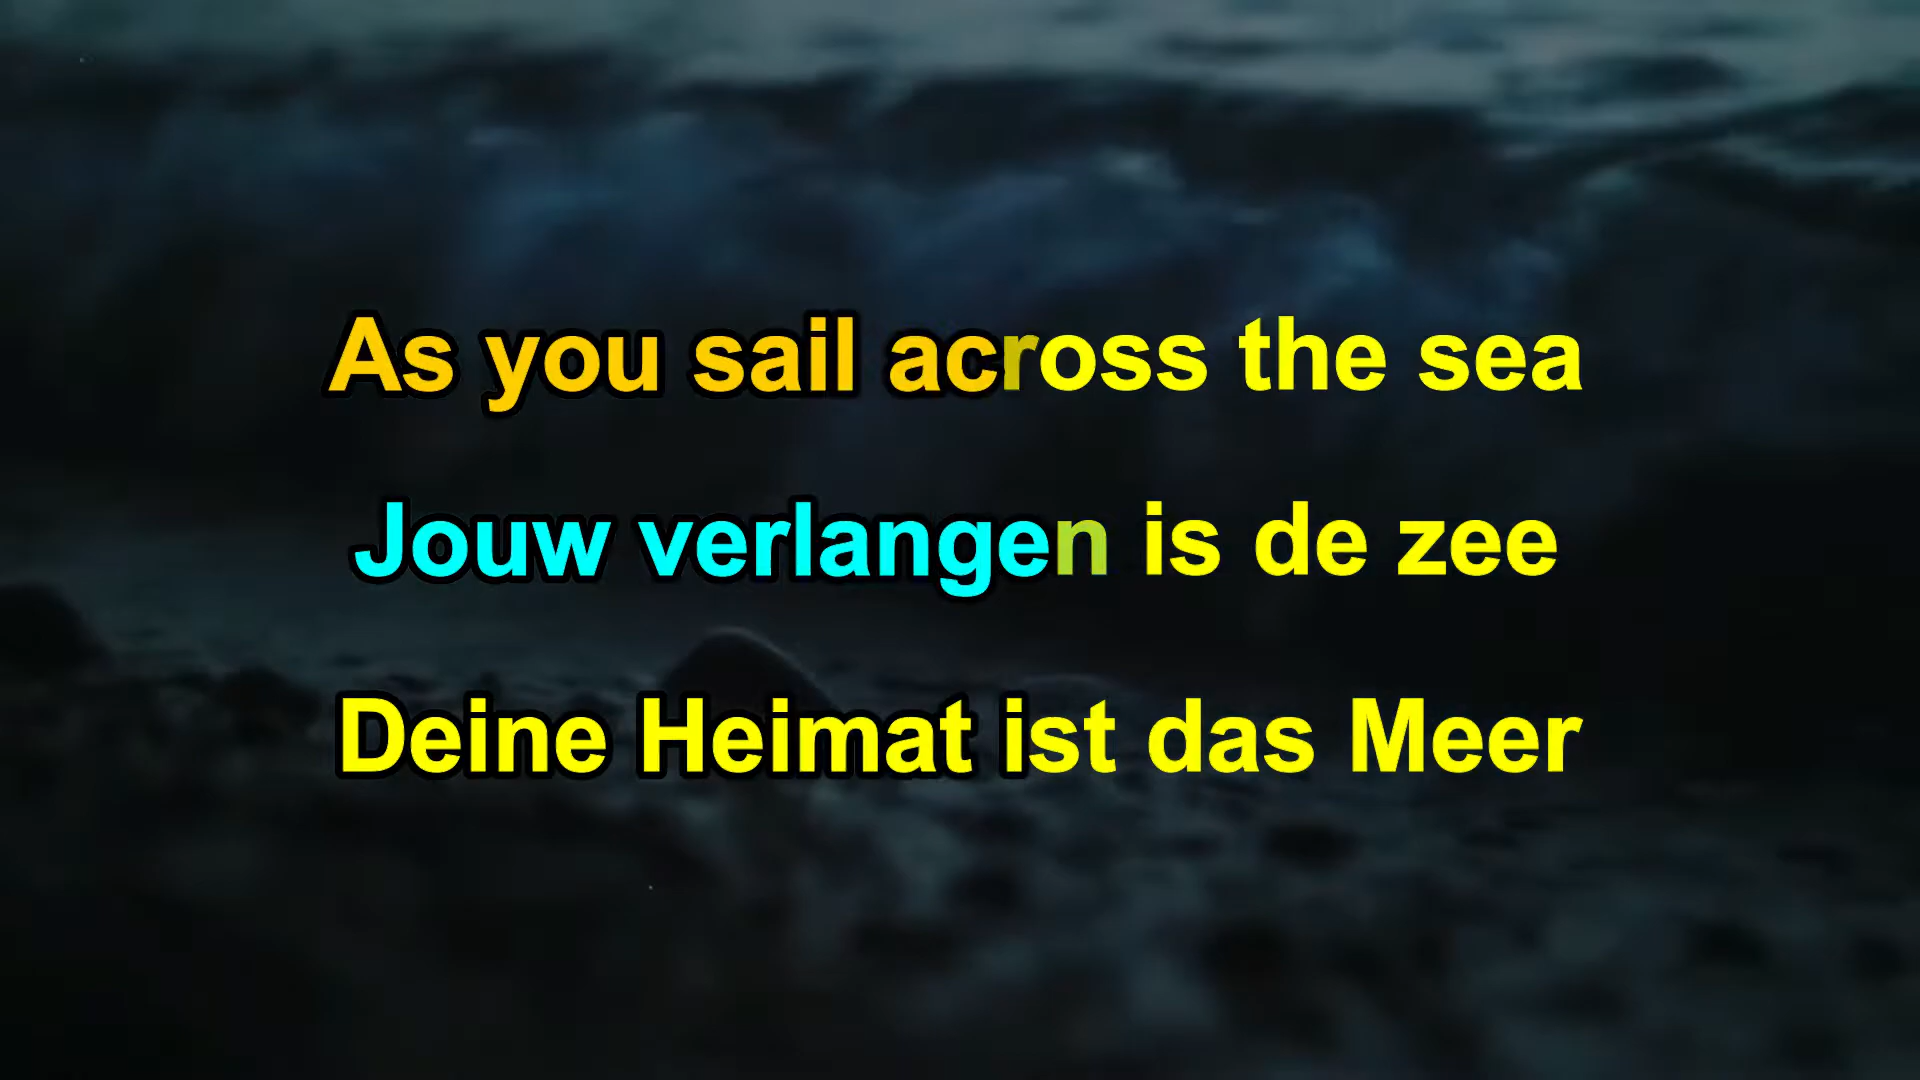 As you sail across the sea
Jouw verlangen is de zee
Deine Heimat ist das Meer